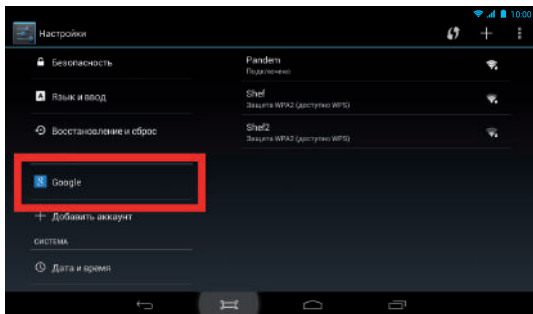 10:00
Настройки
Безопасность
Язык и ввод
Восстановление и сброс
Google
Добавить аккаунт
СИСТЕМА
Дата и время
Pandem
Подключено
Shef
Защита WPA2 (доступно WPS)
Shef2
Защита WPA2 (доступно WPS)